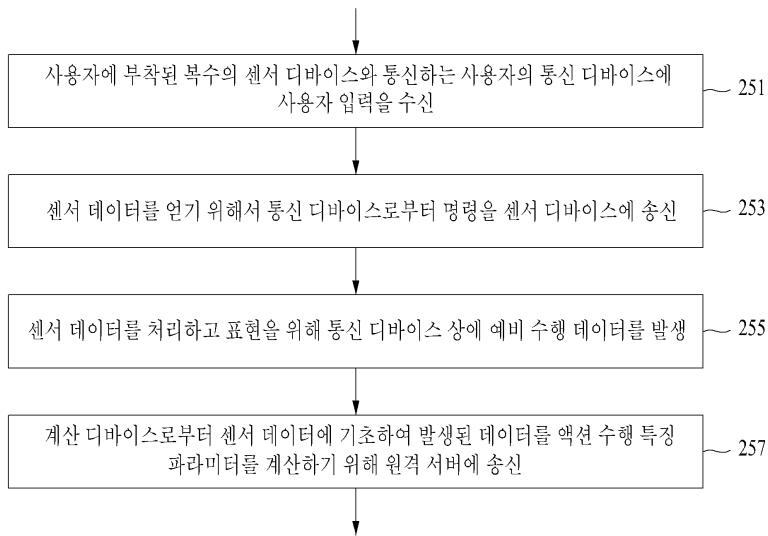 사용자에 부착된 복수의 센서 디바이스와 통신하는 사용자의 통신 디바이스에
사용자 입력을 수신
251
센서 데이터를 얻기 위해서 통신 디바이스로부터 명령을 센서 디바이스에 송신
253
센서 데이터를 처리하고 표현을 위해 통신 디바이스 상에 예비 수행 데이터를 발생
255
계산 디바이스로부터 센서 데이터에 기초하여 발생된 데이터를 액션 수행 특징
파라미터를 계산하기 위해 원격 서버에 송신
257